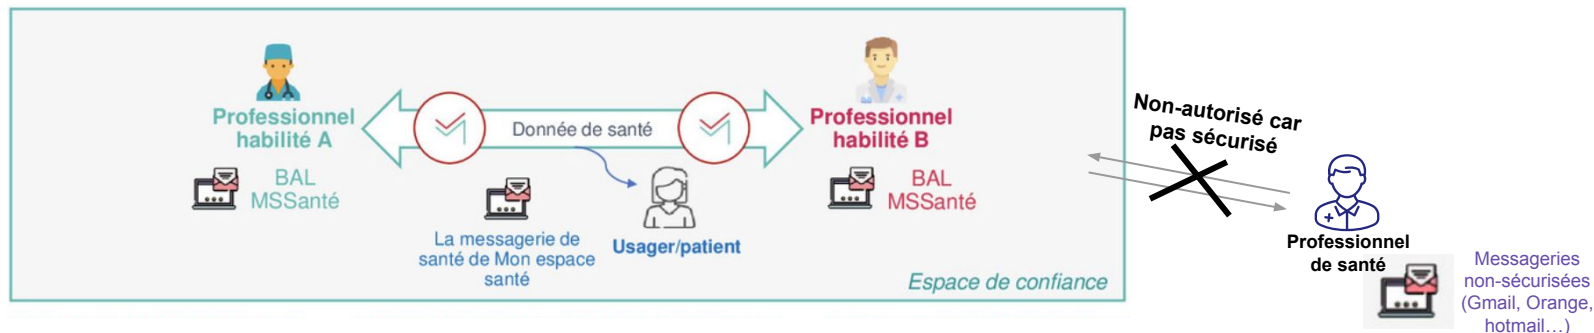 Professionnel
habilité A
BAL
MSSanté
Donnée de santé
La messagerie de
santé de Mon espace
santé
Usager/patient
Professionnel
habilité B
BAL
MSSanté
Espace de confiance
Non-autorisé car
pas sécurisé
Professionnel
de santé
Messageries
non-sécurisées
(Gmail, Orange,
hotmail…)